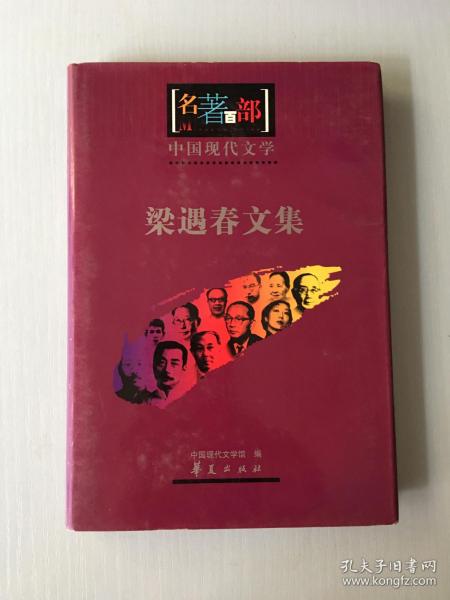 [名著百部]
中国现代文学
梁遇春文集
中国现代文学馆 编
华夏出版社
孔夫子旧书网
www.kongfz.com